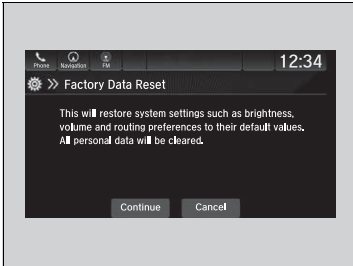 12:34
Phone Navigation FM
Factory Data Reset
This will restore system settings such as brightness,
volume and routing preferences to their default values.
All personal data will be cleared.
Continue Cancel